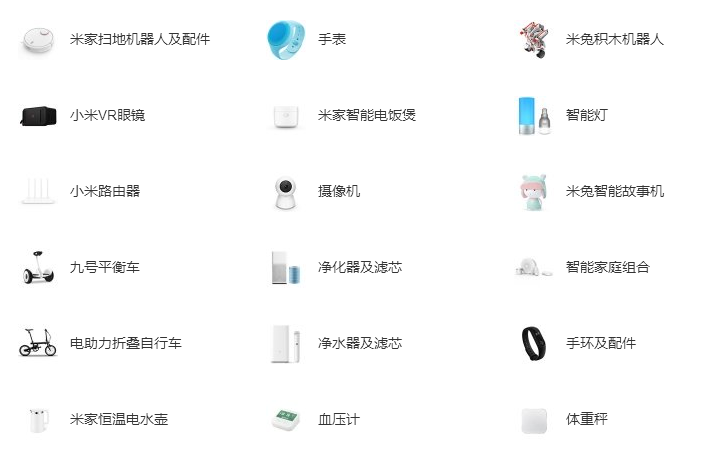 米家扫地机器人及配件
手表
米兔积木机器人
小米VR眼镜
米家智能电饭煲
智能灯
小米路由器
摄像机
米兔智能故事机
九号平衡车
净化器及滤芯
智能家庭组合
电助力折叠自行车
净水器及滤芯
手环及配件
米家恒温电水壶
血压计
体重秤